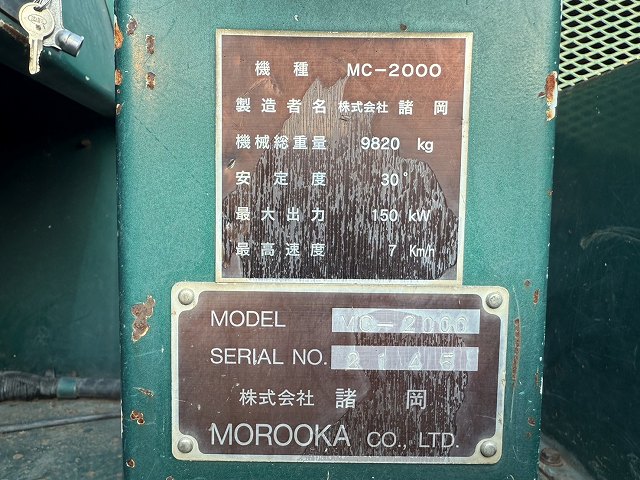 機種 MC-2000
製造者名 株式会社 諸岡
機械総重量 9820 kg
安定度 30°
最大出力 150 kW
最高速度 7 Km/h
MODEL MC-2000
SERIAL NO. 2145
株式会社 諸岡
MOROOKA CO., LTD.